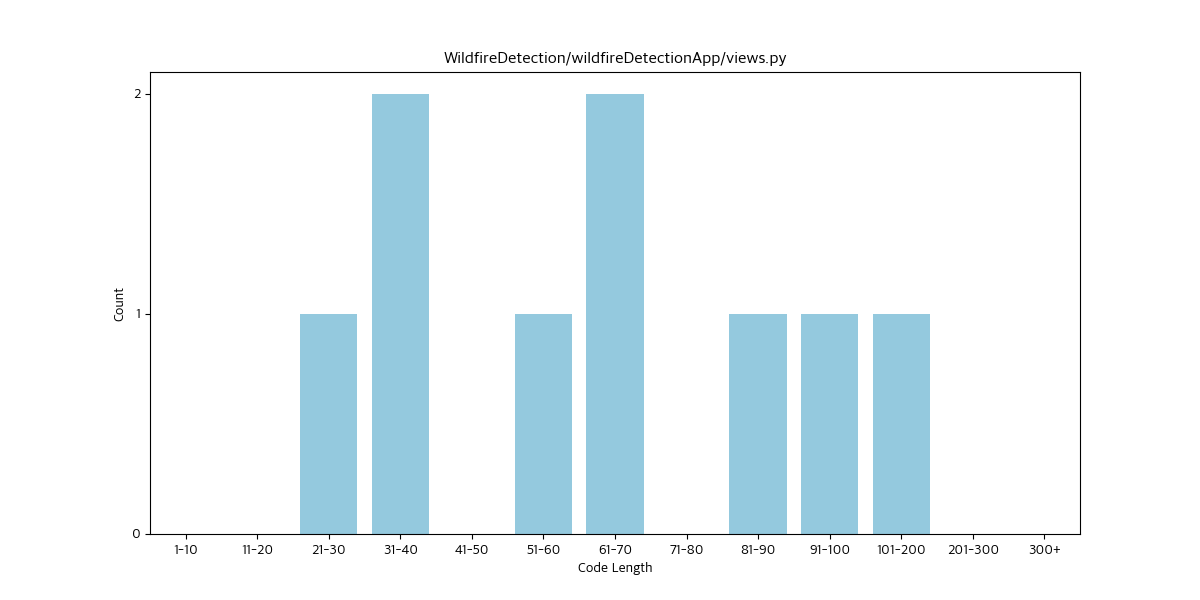 WildfireDetection/wildfireDetectionApp/views.py
2
1
0
Count
1-10 11-20 21-30 31-40 41-50 51-60 61-70 71-80 81-90 91-100 101-200 201-300 300+
Code Length